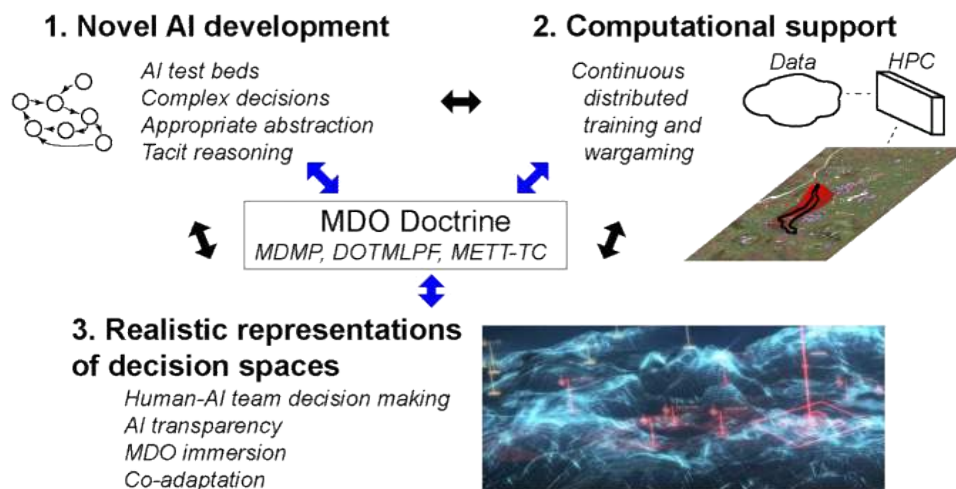 1. Novel AI development
AI test beds
Complex decisions
Appropriate abstraction
Tacit reasoning
2. Computational support
Continuous
distributed
training and
wargaming
Data
HPC
MDO Doctrine
MDMP, DOTMLPF, METT-TC
3. Realistic representations
of decision spaces
Human-AI team decision making
AI transparency
MDO immersion
Co-adaptation